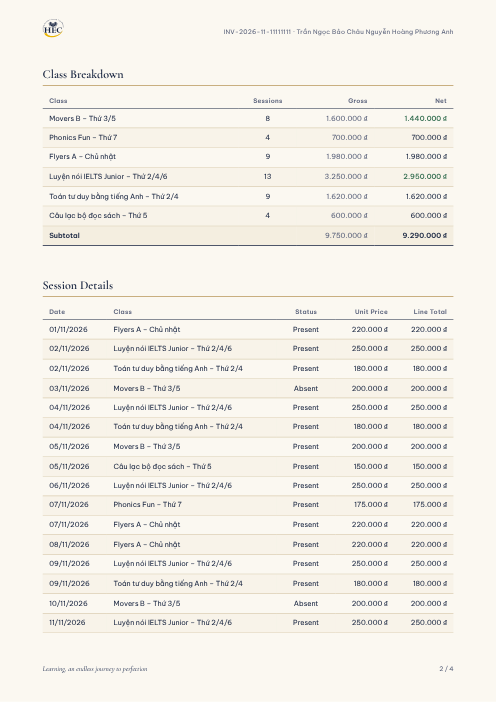 HEC
INV-2026-11-11111111 · Trần Ngọc Bảo Châu Nguyễn Hoàng Phương Anh
Class Breakdown
Class Sessions Gross Net
Movers B – Thứ 3/5 8 1.600.000 ₫ 1.440.000 ₫
Phonics Fun – Thứ 7 4 700.000 ₫ 700.000 ₫
Flyers A – Chủ nhật 9 1.980.000 ₫ 1.980.000 ₫
Luyện nói IELTS Junior – Thứ 2/4/6 13 3.250.000 ₫ 2.950.000 ₫
Toán tư duy bằng tiếng Anh – Thứ 2/4 9 1.620.000 ₫ 1.620.000 ₫
Câu lạc bộ đọc sách – Thứ 5 4 600.000 ₫ 600.000 ₫
Subtotal 9.750.000 ₫ 9.290.000 ₫
Session Details
Date Class Status Unit Price Line Total
01/11/2026 Flyers A – Chủ nhật Present 220.000 ₫ 220.000 ₫
02/11/2026 Luyện nói IELTS Junior – Thứ 2/4/6 Present 250.000 ₫ 250.000 ₫
02/11/2026 Toán tư duy bằng tiếng Anh – Thứ 2/4 Present 180.000 ₫ 180.000 ₫
03/11/2026 Movers B – Thứ 3/5 Absent 200.000 ₫ 200.000 ₫
04/11/2026 Luyện nói IELTS Junior – Thứ 2/4/6 Present 250.000 ₫ 250.000 ₫
04/11/2026 Toán tư duy bằng tiếng Anh – Thứ 2/4 Present 180.000 ₫ 180.000 ₫
05/11/2026 Movers B – Thứ 3/5 Present 200.000 ₫ 200.000 ₫
05/11/2026 Câu lạc bộ đọc sách – Thứ 5 Present 150.000 ₫ 150.000 ₫
06/11/2026 Luyện nói IELTS Junior – Thứ 2/4/6 Present 250.000 ₫ 250.000 ₫
07/11/2026 Phonics Fun – Thứ 7 Present 175.000 ₫ 175.000 ₫
07/11/2026 Flyers A – Chủ nhật Present 220.000 ₫ 220.000 ₫
08/11/2026 Flyers A – Chủ nhật Present 220.000 ₫ 220.000 ₫
09/11/2026 Luyện nói IELTS Junior – Thứ 2/4/6 Present 250.000 ₫ 250.000 ₫
09/11/2026 Toán tư duy bằng tiếng Anh – Thứ 2/4 Present 180.000 ₫ 180.000 ₫
10/11/2026 Movers B – Thứ 3/5 Absent 200.000 ₫ 200.000 ₫
11/11/2026 Luyện nói IELTS Junior – Thứ 2/4/6 Present 250.000 ₫ 250.000 ₫
Learning, an endless journey to perfection 2 / 4